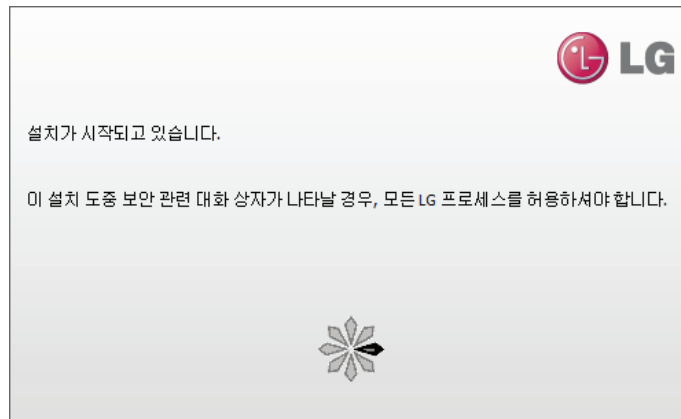 LG
설치가 시작되고 있습니다.
이 설치 도중 보안 관련 대화 상자가 나타날 경우, 모든 LG 프로세스를 허용하셔야 합니다.